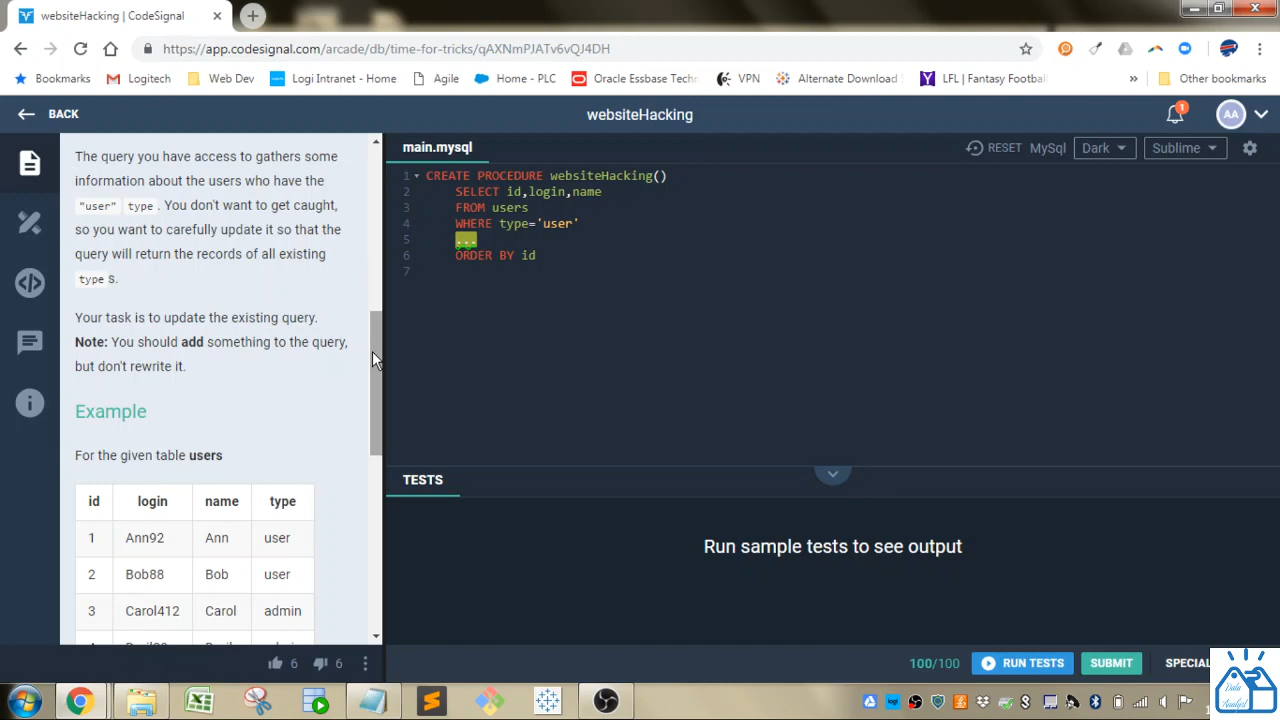 websiteHacking | CodeSignal
https://app.codesignal.com/arcade/db/time-for-tricks/qAXNmPJATv6vQJ4DH
Bookmarks
Logitech
Web Dev
Logi Intranet - Home
Agile
Home - PLC
Oracle Essbase Techn
VPN
Alternate Download
LFL | Fantasy Football
»
Other bookmarks
BACK
websiteHacking
1
AA
The query you have access to gathers some
information about the users who have the
"user" type. You don't want to get caught,
so you want to carefully update it so that the
query will return the records of all existing
type s.
Your task is to update the existing query.
Note: You should add something to the query,
but don't rewrite it.
Example
For the given table users
id login name type
1 Ann92 Ann user
2 Bob88 Bob user
3 Carol412 Carol admin
6
6
main.mysql
RESET
MySql
Dark
Sublime
1 CREATE PROCEDURE websiteHacking()
2 SELECT id,login,name
3 FROM users
4 WHERE type='user'
5 ...
6 ORDER BY id
7
TESTS
Run sample tests to see output
100/100
RUN TESTS
SUBMIT
SPECIAL
Data
Analyst